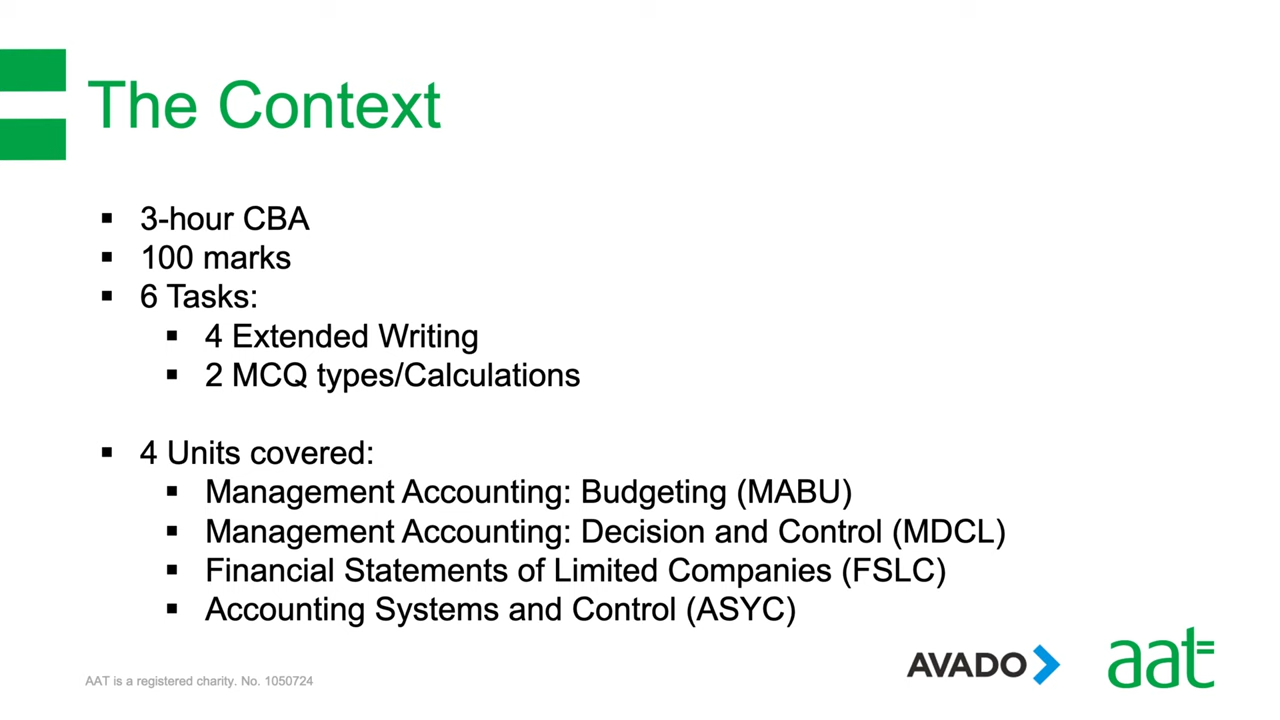 The Context
▪ 3-hour CBA
▪ 100 marks
▪ 6 Tasks:
▪ 4 Extended Writing
▪ 2 MCQ types/Calculations
▪ 4 Units covered:
▪ Management Accounting: Budgeting (MABU)
▪ Management Accounting: Decision and Control (MDCL)
▪ Financial Statements of Limited Companies (FSLC)
▪ Accounting Systems and Control (ASYC)
AVADO
aat
AAT is a registered charity. No. 1050724